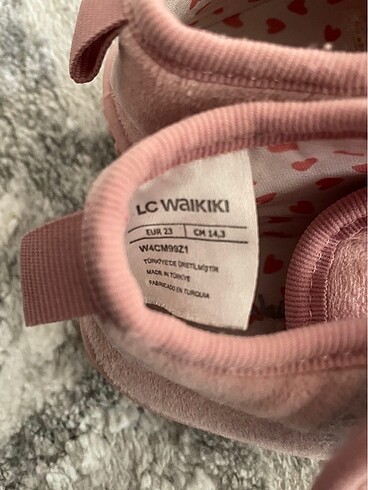 LC WAIKIKI
EUR 23 | CM 14,3
W4CM99Z1
TÜRKİYE'DE ÜRETİLMİŞTİR
MADE IN TÜRKİYE
FABRICADO EN TURQUIA